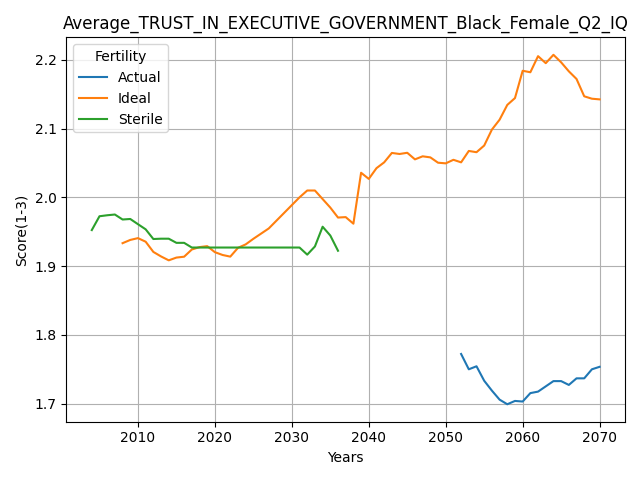 Average_TRUST_IN_EXECUTIVE_GOVERNMENT_Black_Female_Q2_IQ
Fertility
Actual
Ideal
Sterile
Score(1-3)
2.2
2.1
2.0
1.9
1.8
1.7
2010 2020 2030 2040 2050 2060 2070
Years